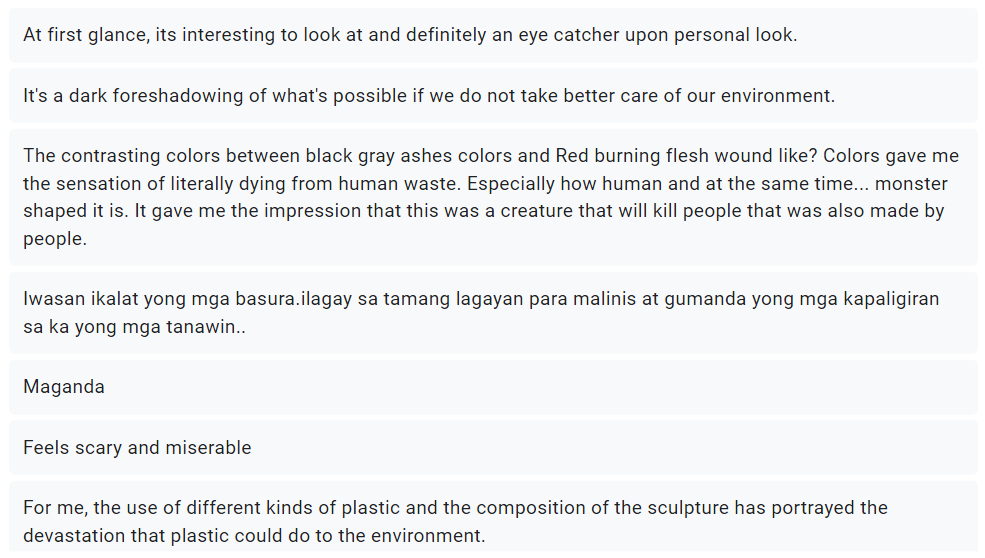 At first glance, its interesting to look at and definitely an eye catcher upon personal look.
It's a dark foreshadowing of what's possible if we do not take better care of our environment.
The contrasting colors between black gray ashes colors and Red burning flesh wound like? Colors gave me
the sensation of literally dying from human waste. Especially how human and at the same time... monster
shaped it is. It gave me the impression that this was a creature that will kill people that was also made by
people.
Iwasan ikalat yong mga basura.ilagay sa tamang lagayan para malinis at gumanda yong mga kapaligiran
sa ka yong mga tanawin..
Maganda
Feels scary and miserable
For me, the use of different kinds of plastic and the composition of the sculpture has portrayed the
devastation that plastic could do to the environment.